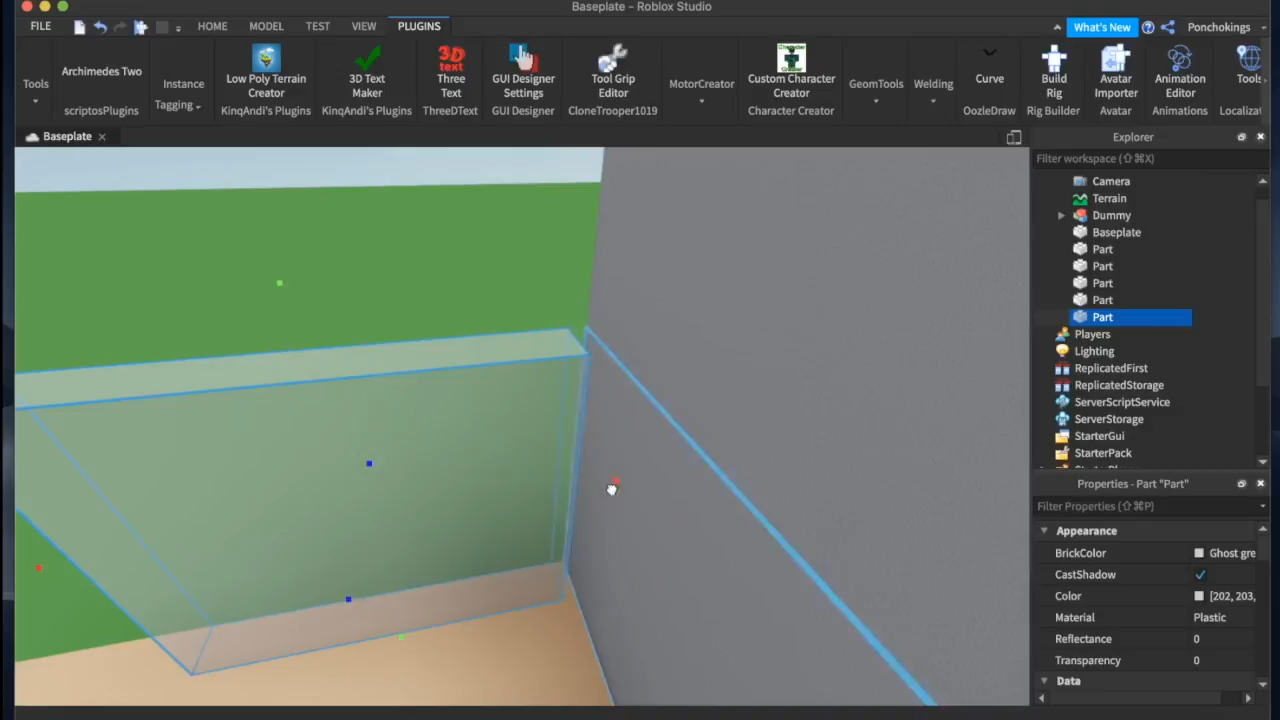 Baseplate – Roblox Studio
FILE HOME MODEL TEST VIEW PLUGINS What's New Ponchokings
Tools
scriptosPlugins
Archimedes Two
Instance
Tagging
Low Poly Terrain
Creator
KinqAndi's Plugins
3D Text
Maker
KinqAndi's Plugins
3D
text
Three
Text
ThreeDText
GUI Designer
Settings
GUI Designer
Tool Grip
Editor
CloneTrooper1019
MotorCreator
Custom Character
Creator
Character Creator
GeomTools
Welding
Curve
OozleDraw
Build
Rig
Rig Builder
Avatar
Importer
Avatar
Animation
Editor
Animations
Tools
Localiza
Baseplate
Explorer
Filter workspace (⇧⌘X)
Camera
Terrain
Dummy
Baseplate
Part
Part
Part
Part
Part
Players
Lighting
ReplicatedFirst
ReplicatedStorage
ServerScriptService
ServerStorage
StarterGui
StarterPack
Properties - Part "Part"
Filter Properties (⇧⌘P)
Appearance
BrickColor Ghost gre
CastShadow
Color [202, 203,
Material Plastic
Reflectance 0
Transparency 0
Data